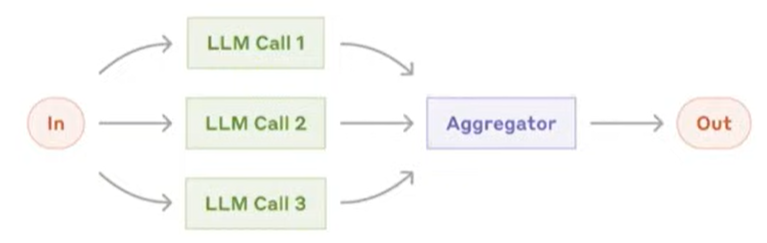 LLM Call 1
In
LLM Call 2
Aggregator
Out
LLM Call 3